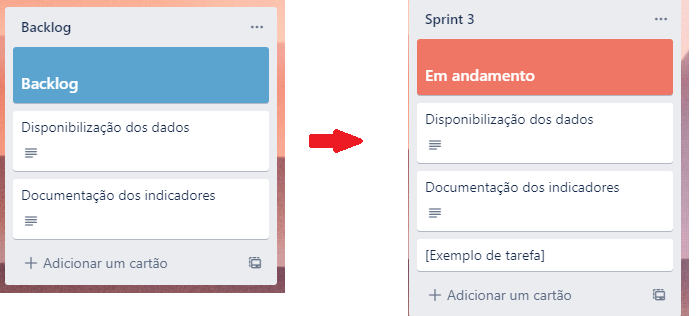 Backlog
Backlog
Disponibilização dos dados
Documentação dos indicadores
+ Adicionar um cartão
Sprint 3
Em andamento
Disponibilização dos dados
Documentação dos indicadores
[Exemplo de tarefa]
+ Adicionar um cartão